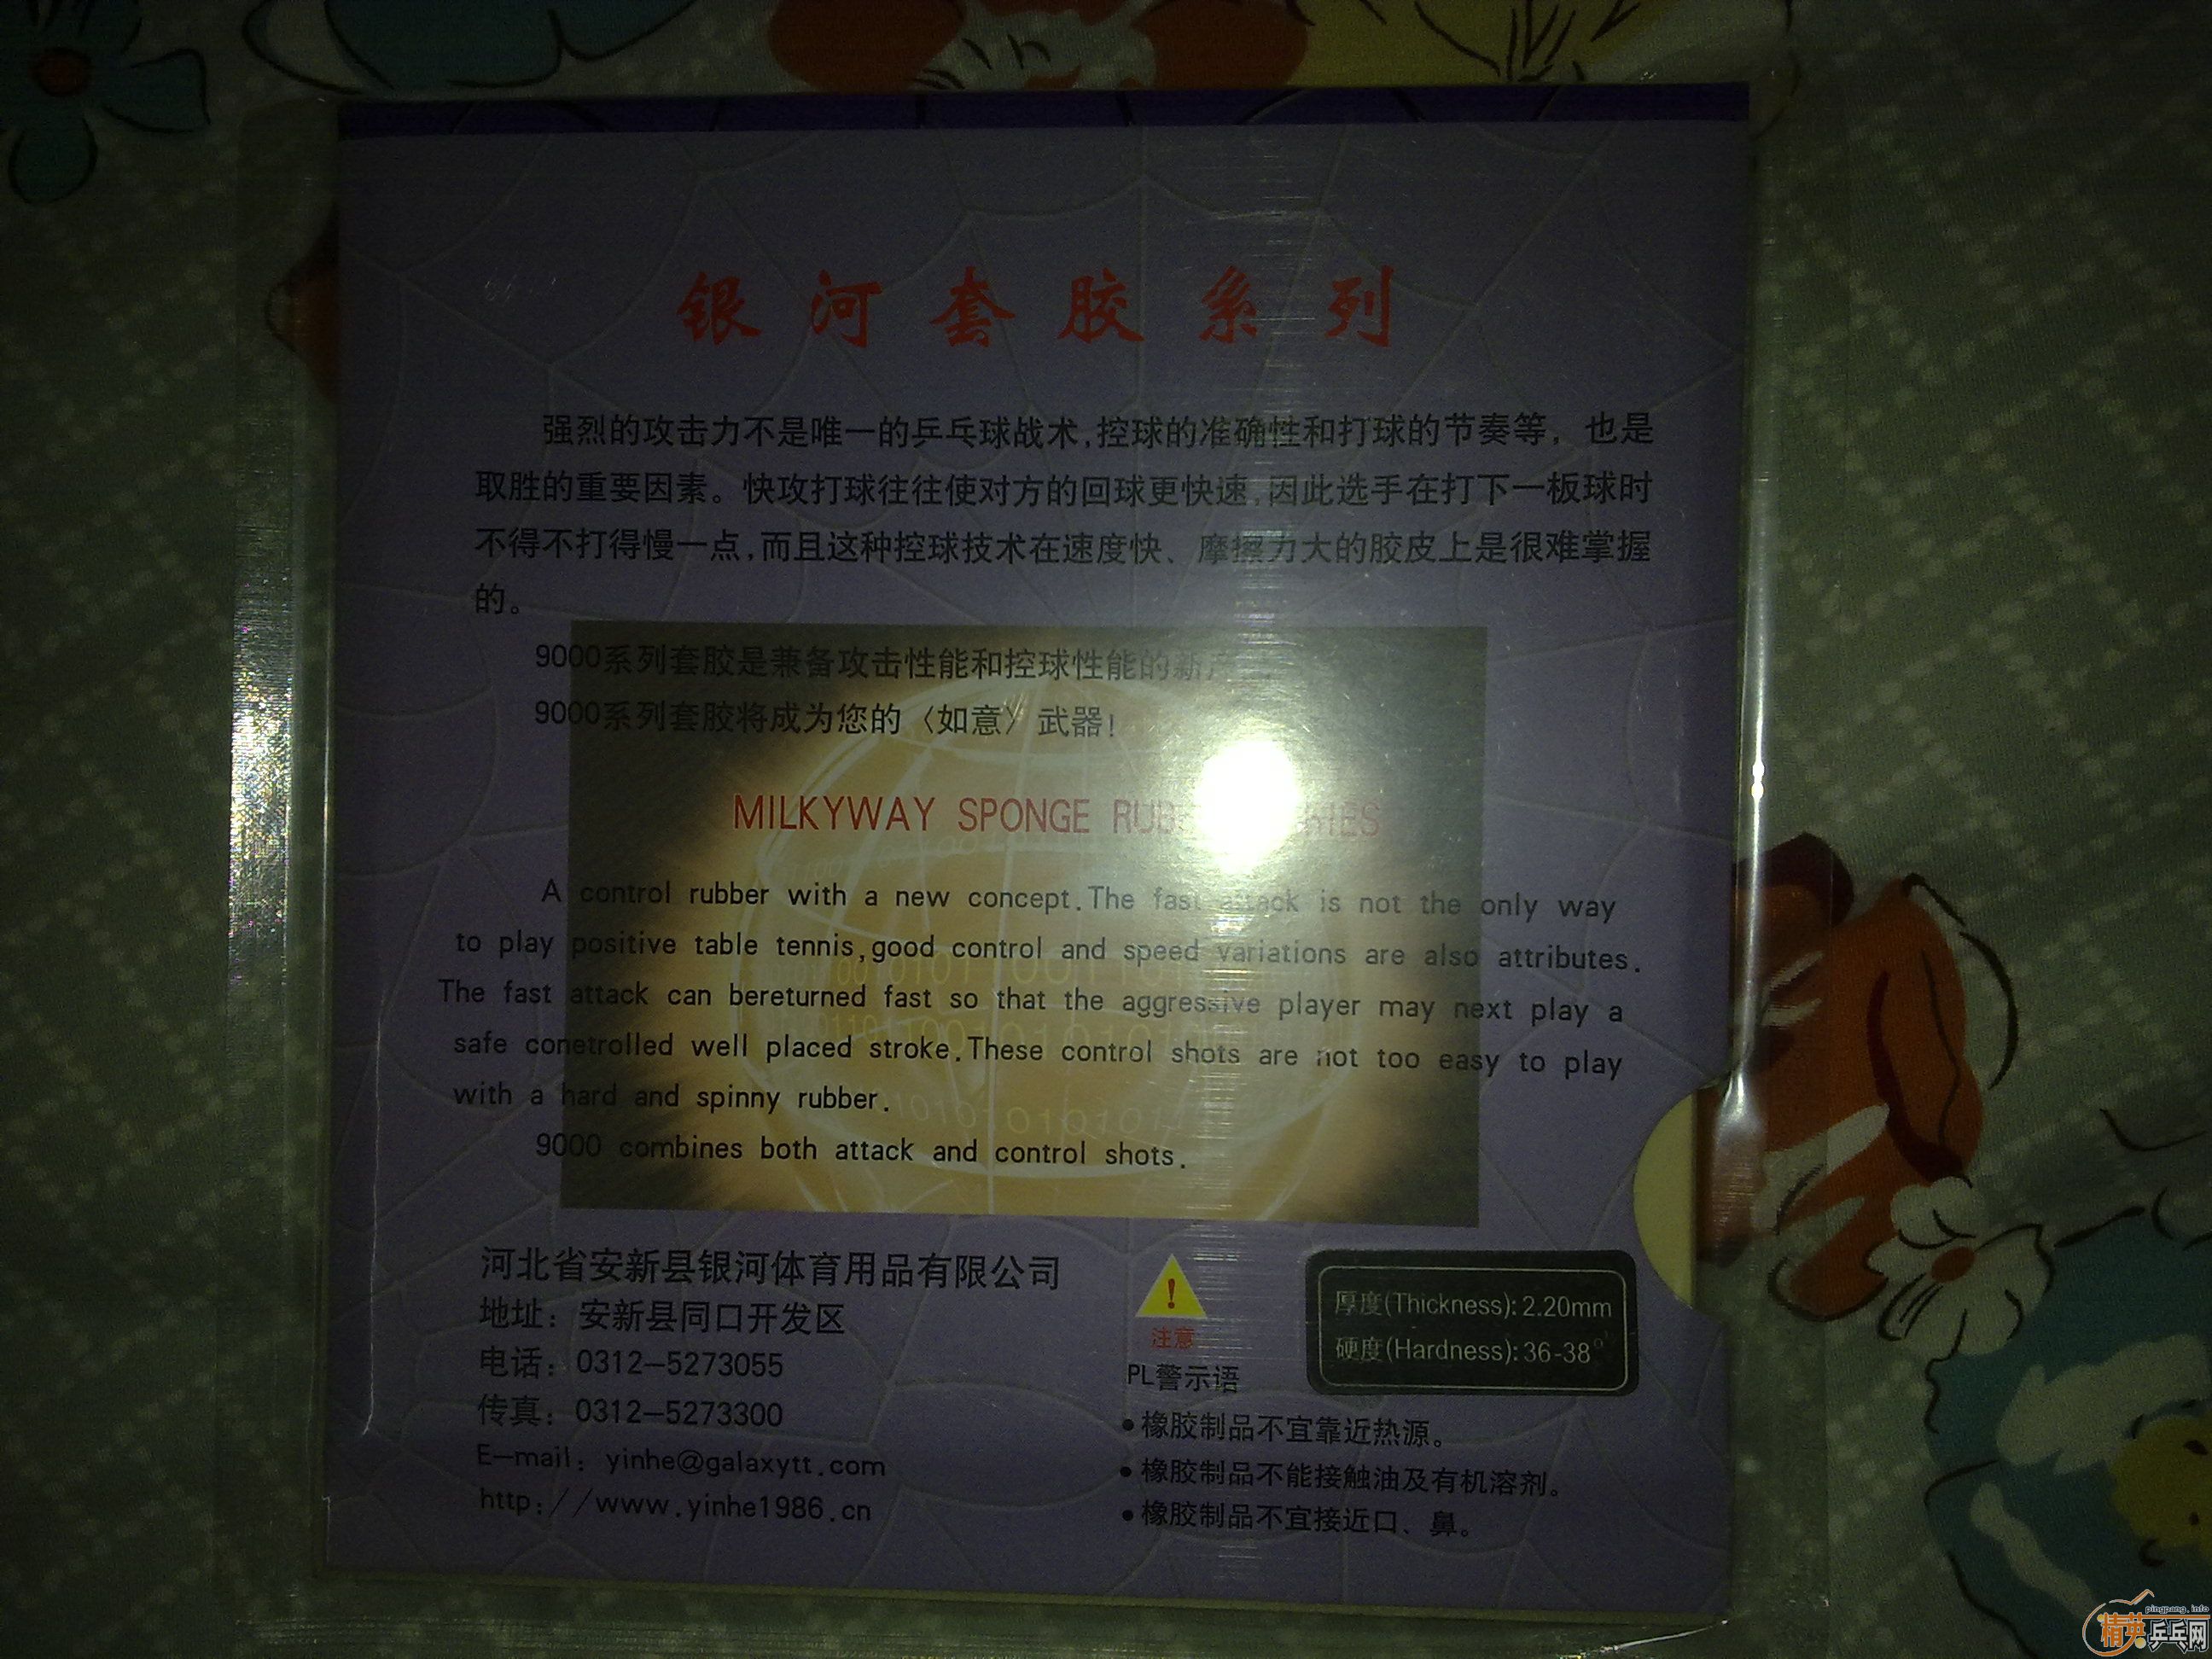 银河套胶系列
强烈的攻击力不是唯一的乒乓球战术,控球的准确性和打球的节奏等，也是
取胜的重要因素。快攻打球往往使对方的回球更快速,因此选手在打下一板球时
不得不打得慢一点,而且这种控球技术在速度快、摩擦力大的胶皮上是很难掌握
的。
9000系列套胶是兼备攻击性能和控球性能的新
9000系列套胶将成为您的〈如意〉武器!
MILKYWAY SPONGE
A control rubber with a new concept.The fast attack is not the only way
to play positive table tennis,good control and speed variations are also attributes.
The fast attack can bereturned fast so that the aggressive player may next play a
safe conetrolled well placed stroke.These control shots are not too easy to play
with a hard and spinny rubber.
9000 combines both attack and control shots.
河北省安新县银河体育用品有限公司
地址：安新县同口开发区
电话：0312-5273055
传真：0312-5273300
E-mail：yinhe@galaxytt.com
http://www.yinhe1986.cn
注意
PL警示语
●橡胶制品不宜靠近热源。
●橡胶制品不能接触油及有机溶剂。
●橡胶制品不宜接近口、鼻。
厚度(Thickness):2.20mm
硬度(Hardness):36-38°
pingpang.info
精英乒乓网